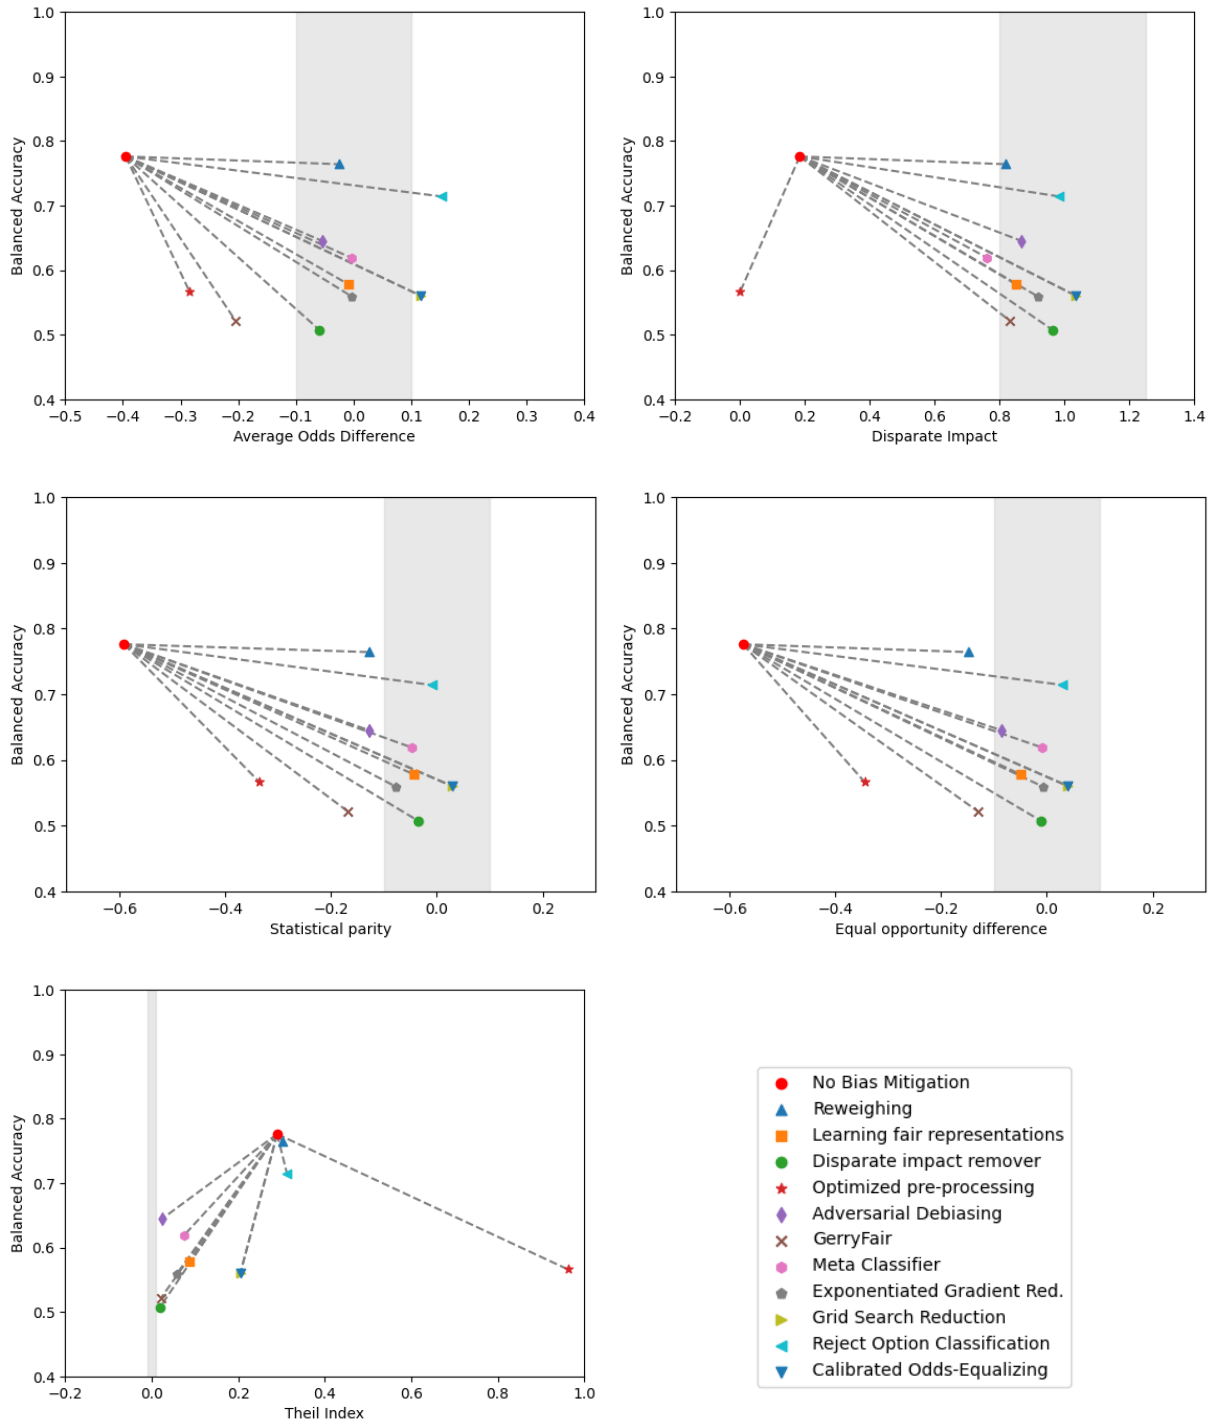 1.0
1.0
0.9
0.9
0.8
0.8
0.7
0.7
0.6
0.6
0.5
0.5
0.4
0.4
Balanced Accuracy
Balanced Accuracy
−0.5 −0.4 −0.3 −0.2 −0.1 0.0 0.1 0.2 0.3 0.4
−0.2 0.0 0.2 0.4 0.6 0.8 1.0 1.2 1.4
Average Odds Difference
Disparate Impact
1.0
1.0
0.9
0.9
0.8
0.8
0.7
0.7
0.6
0.6
0.5
0.5
0.4
0.4
Balanced Accuracy
Balanced Accuracy
−0.6 −0.4 −0.2 0.0 0.2
−0.6 −0.4 −0.2 0.0 0.2
Statistical parity
Equal opportunity difference
1.0
0.9
0.8
0.7
0.6
0.5
0.4
Balanced Accuracy
−0.2 0.0 0.2 0.4 0.6 0.8 1.0
Theil Index
No Bias Mitigation
Reweighing
Learning fair representations
Disparate impact remover
Optimized pre-processing
Adversarial Debiasing
GerryFair
Meta Classifier
Exponentiated Gradient Red.
Grid Search Reduction
Reject Option Classification
Calibrated Odds-Equalizing